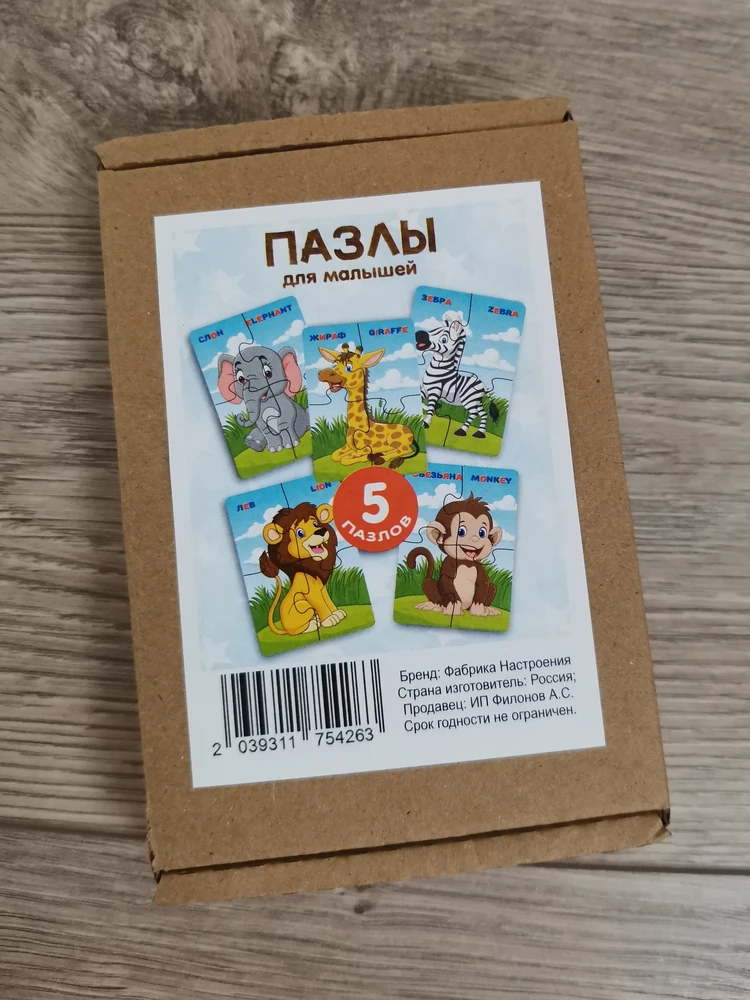 ПАЗЛЫ
для малышей
СЛОН ELEPHANT
ЖИРАФ GIRAFFE
ЗЕБРА ZEBRA
ЛЕВ LION
MONKEY
5
ПАЗЛОВ
2 039311 754263
Бренд: Фабрика Настроения
Страна изготовитель: Россия;
Продавец: ИП Филонов А.С.
Срок годности не ограничен.